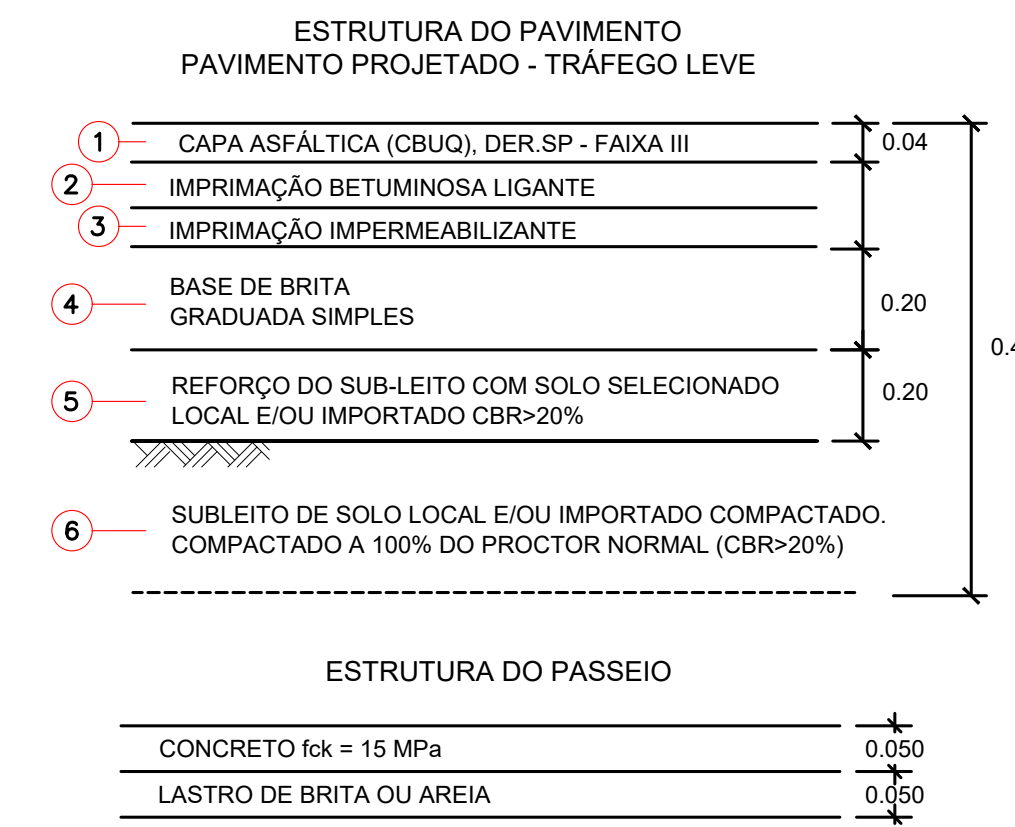 ESTRUTURA DO PAVIMENTO
PAVIMENTO PROJETADO - TRÁFEGO LEVE
1 CAPA ASFÁLTICA (CBUQ), DER.SP - FAIXA III 0.04
2 IMPRIMAÇÃO BETUMINOSA LIGANTE
3 IMPRIMAÇÃO IMPERMEABILIZANTE
4 BASE DE BRITA
GRADUADA SIMPLES 0.20
0.4
5 REFORÇO DO SUB-LEITO COM SOLO SELECIONADO
LOCAL E/OU IMPORTADO CBR>20% 0.20
6 SUBLEITO DE SOLO LOCAL E/OU IMPORTADO COMPACTADO.
COMPACTADO A 100% DO PROCTOR NORMAL (CBR>20%)
ESTRUTURA DO PASSEIO
CONCRETO fck = 15 MPa 0.050
LASTRO DE BRITA OU AREIA 0.050